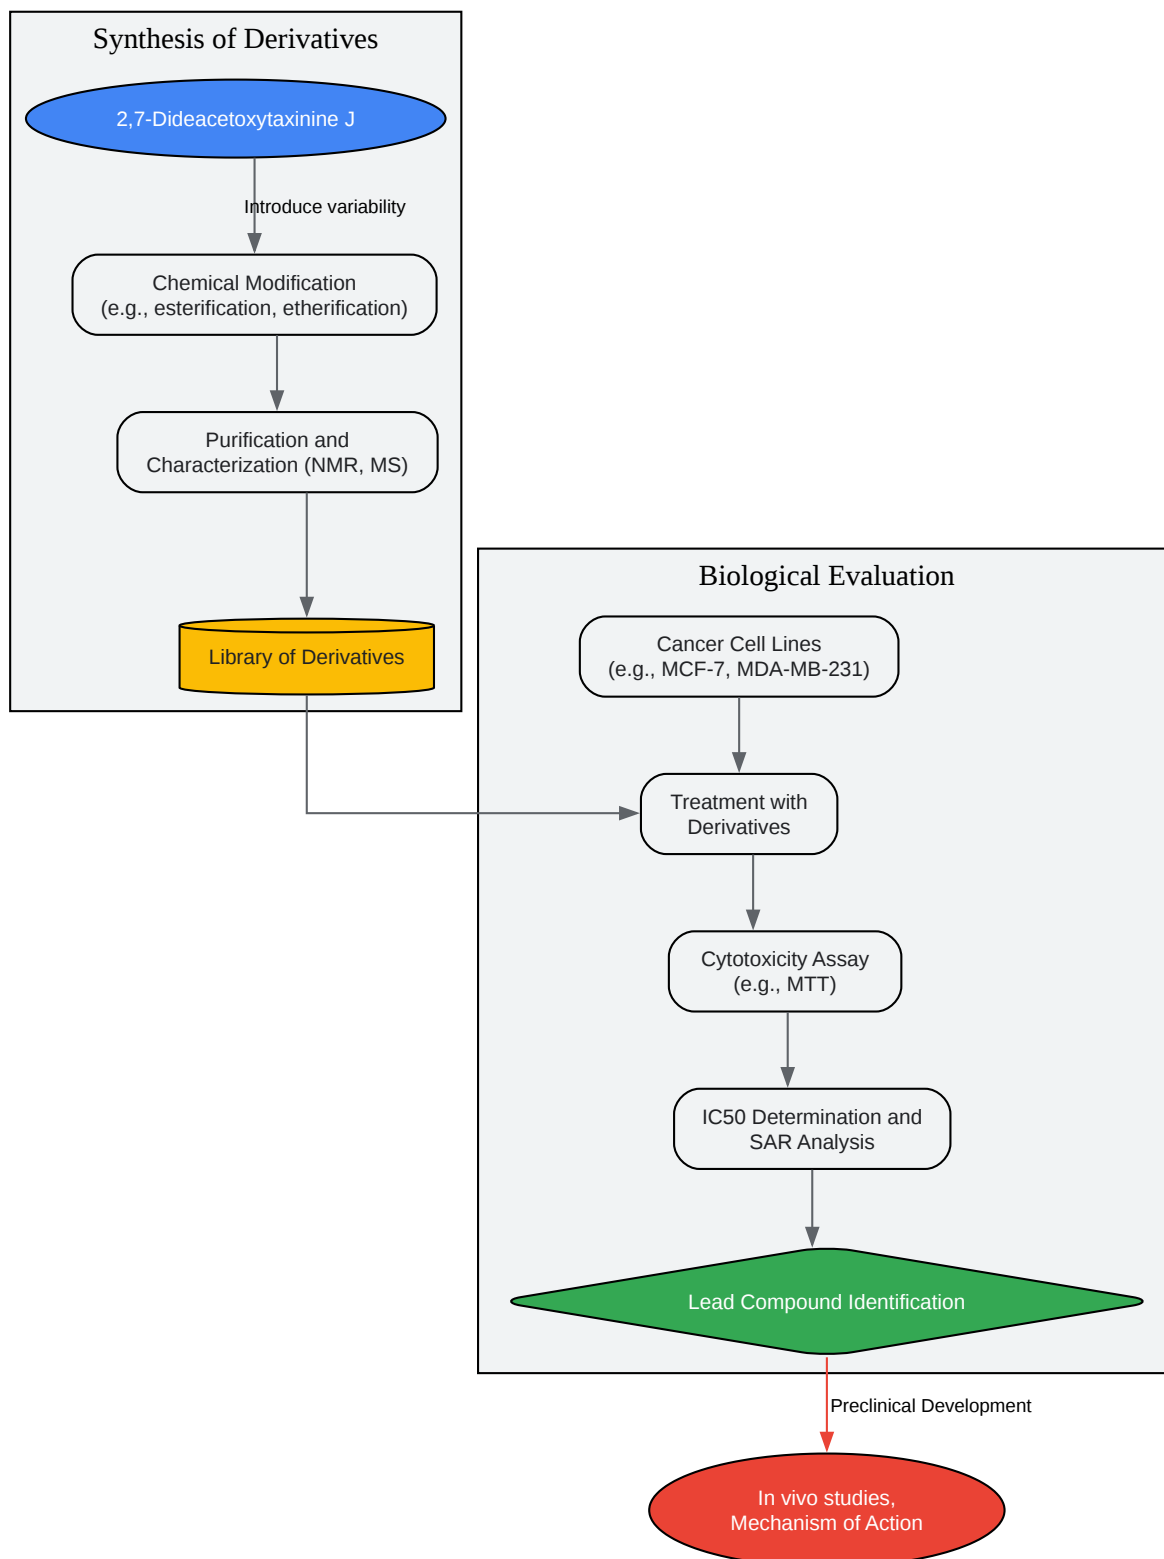 Synthesis of Derivatives
2,7-Dideacetoxytaxinine J
Introduce variability
Chemical Modification
(e.g., esterification, etherification)
Purification and
Characterization (NMR, MS)
Library of Derivatives
Biological Evaluation
Cancer Cell Lines
(e.g., MCF-7, MDA-MB-231)
Treatment with
Derivatives
Cytotoxicity Assay
(e.g., MTT)
IC50 Determination and
SAR Analysis
Lead Compound Identification
Preclinical Development
In vivo studies,
Mechanism of Action